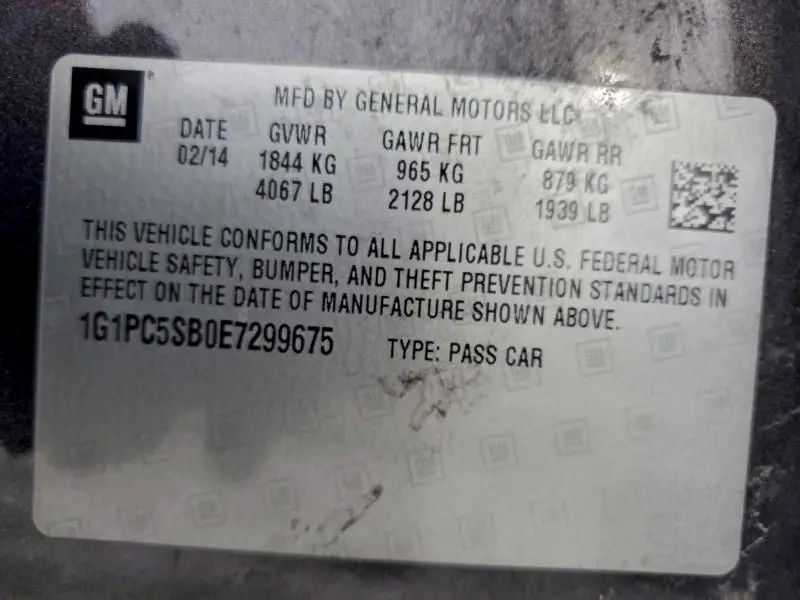 GM
MFD BY GENERAL MOTORS LLC
DATE GVWR GAWR FRT GAWR RR
02/14 1844 KG 965 KG 879 KG
4067 LB 2128 LB 1939 LB
THIS VEHICLE CONFORMS TO ALL APPLICABLE U.S. FEDERAL MOTOR
VEHICLE SAFETY, BUMPER, AND THEFT PREVENTION STANDARDS IN
EFFECT ON THE DATE OF MANUFACTURE SHOWN ABOVE.
1G1PC5SB0E7299675 TYPE: PASS CAR